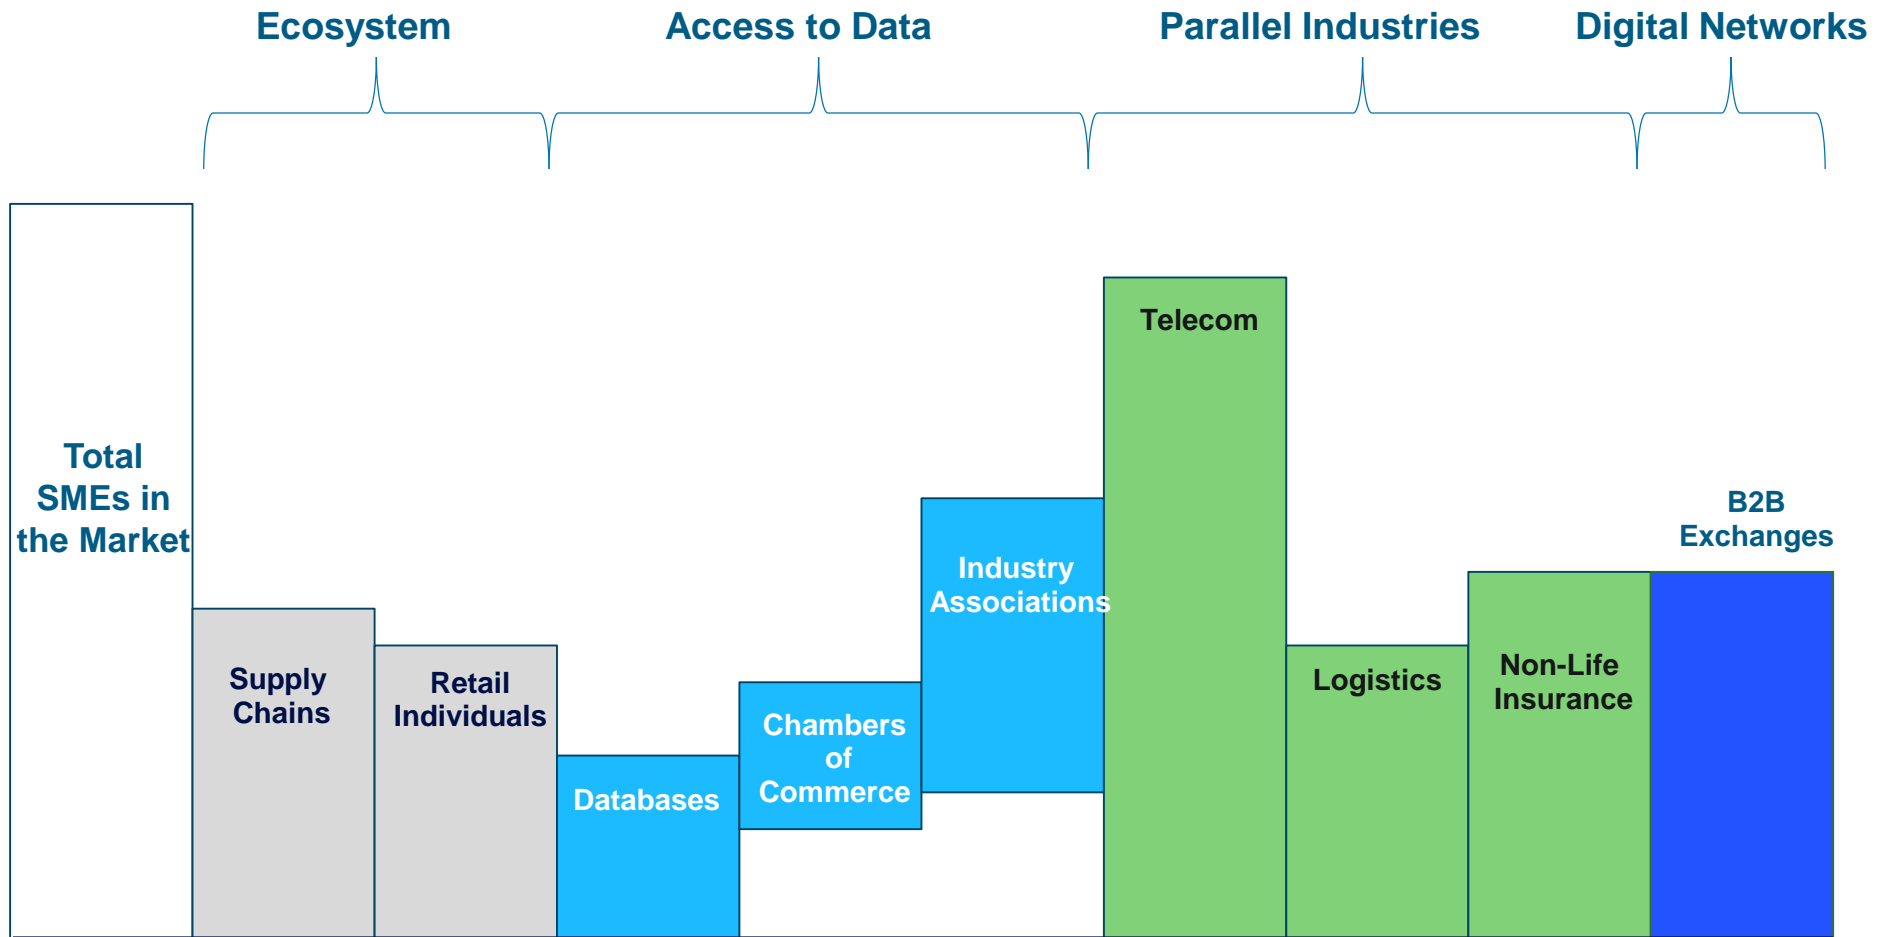 Ecosystem
Access to Data
Parallel Industries
Digital Networks
Total
SMEs in
the Market
Supply
Chains
Retail
Individuals
Databases
Chambers
of
Commerce
Industry
Associations
Telecom
Logistics
Non-Life
Insurance
B2B
Exchanges